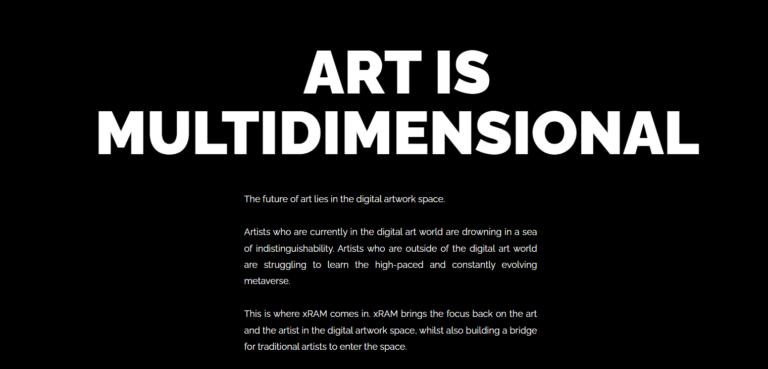 ART IS
MULTIDIMENSIONAL
The future of art lies in the digital artwork space.
Artists who are currently in the digital art world are drowning in a sea
of indistinguishability. Artists who are outside of the digital art world
are struggling to learn the high-paced and constantly evolving
metaverse.
This is where xRAM comes in. xRAM brings the focus back on the art
and the artist in the digital artwork space, whilst also building a bridge
for traditional artists to enter the space.